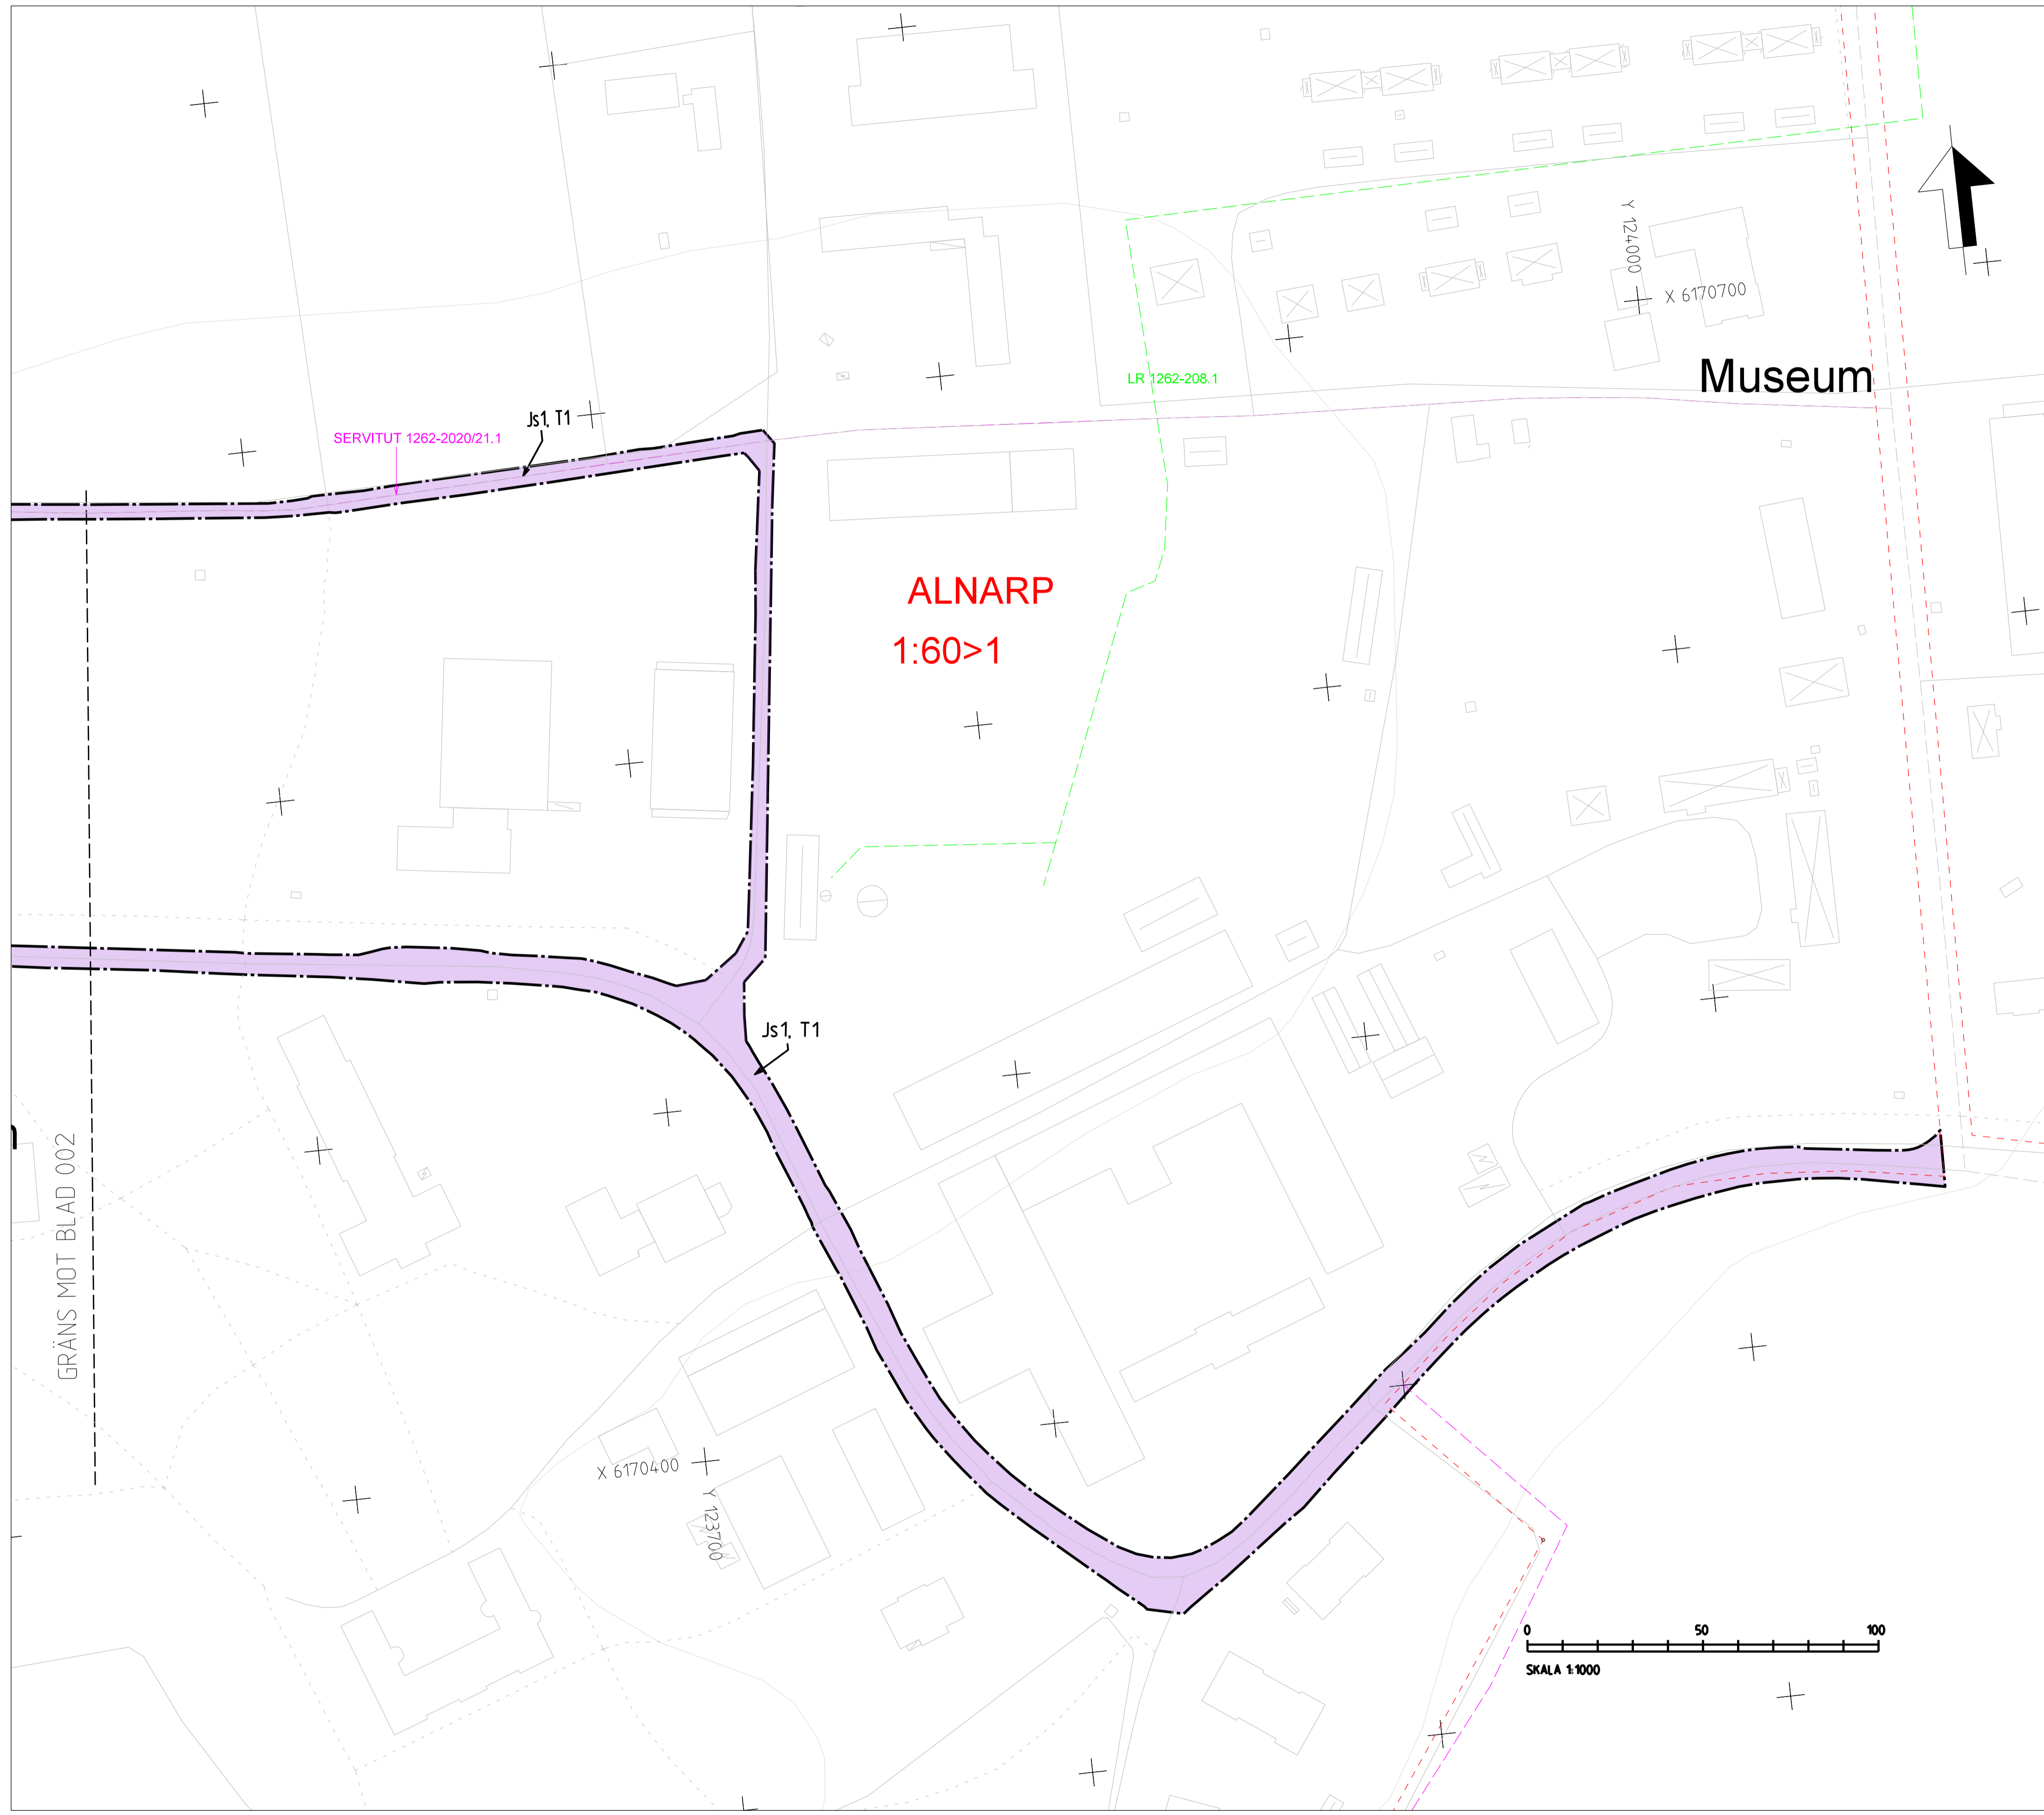 Y 124000
X 6170700
Museum
LR 1262-208.1
Js1, T1
SERVITUT 1262-2020/21.1
ALNARP
1:60>1
Js1, T1
GRÄNS MOT BLAD 002
X 6170400
Y 123700
0 50 100
SKALA 1:1000